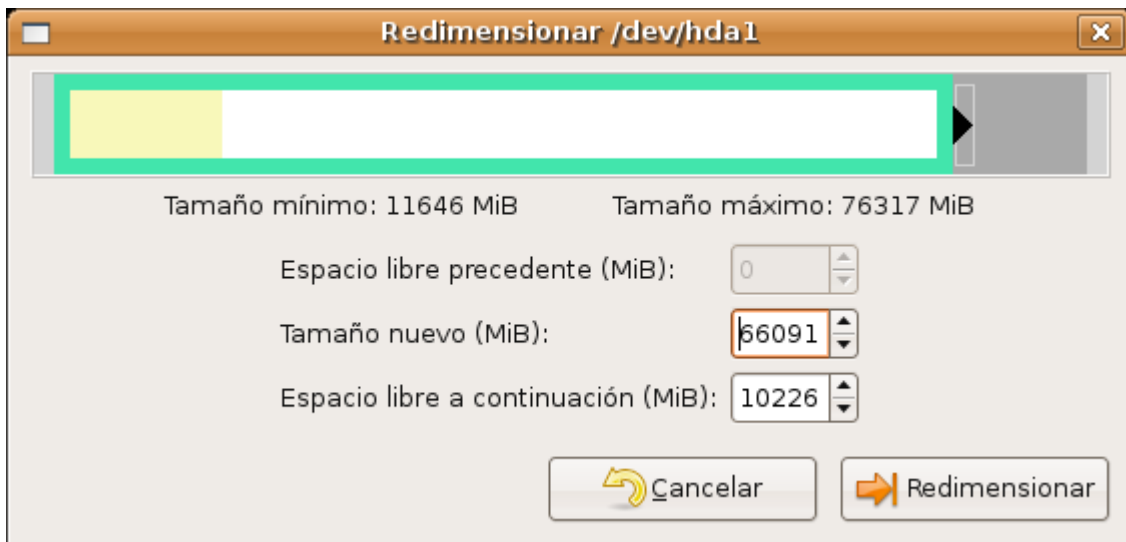 Redimensionar /dev/hda1
Tamaño mínimo: 11646 MiB Tamaño máximo: 76317 MiB
Espacio libre precedente (MiB): 0
Tamaño nuevo (MiB): 66091
Espacio libre a continuación (MiB): 10226
Cancelar Redimensionar